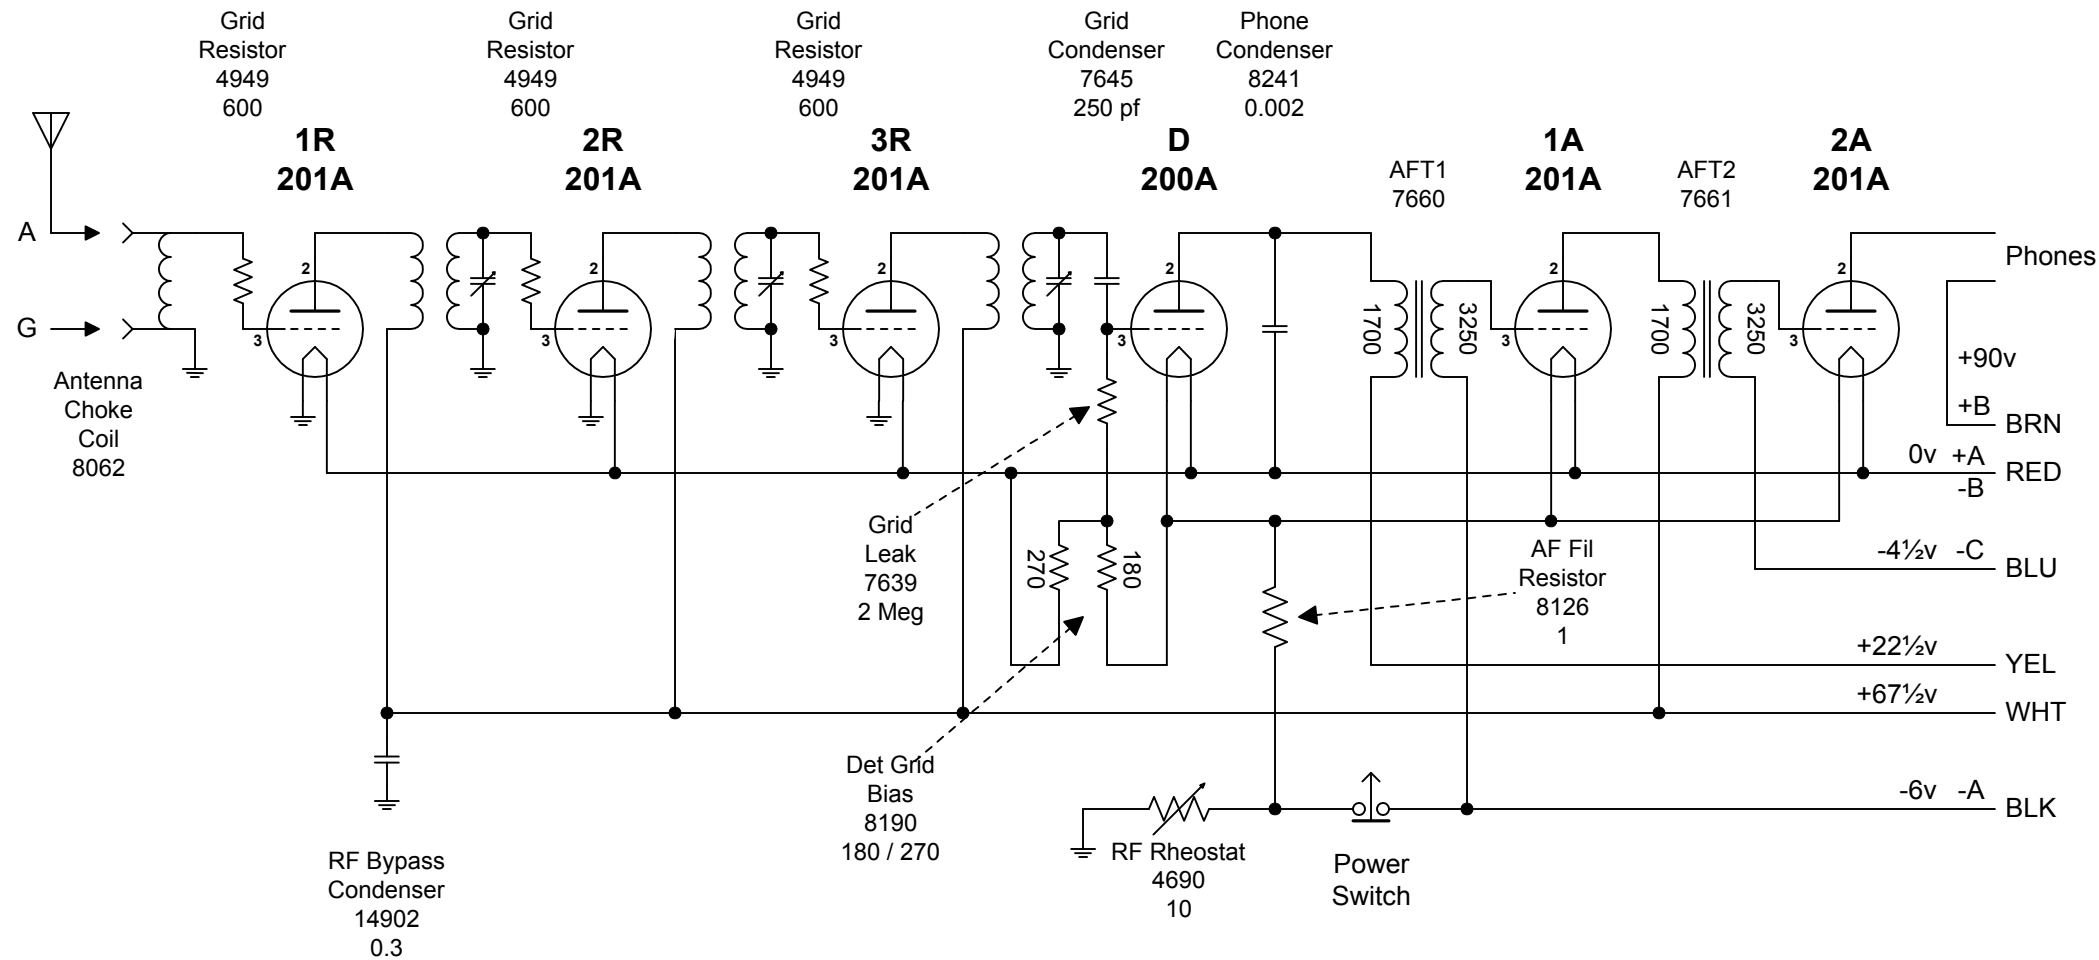 Grid
Resistor
4949
600
Grid
Resistor
4949
600
Grid
Resistor
4949
600
Grid
Condenser
7645
250 pf
Phone
Condenser
8241
0.002
1R
201A
2R
201A
3R
201A
D
200A
AFT1
7660
1A
201A
AFT2
7661
2A
201A
A
G
Antenna
Choke
Coil
8062
2
3
2
3
2
3
2
3
1700
3250
2
3
1700
3250
2
3
Phones
+90v
+B
BRN
0v +A
RED
-B
Grid
Leak
7639
2 Meg
270
180
AF Fil
Resistor
8126
1
-4½v -C
BLU
+22½v
YEL
+67½v
WHT
Det Grid
Bias
8190
180 / 270
-6v -A
BLK
RF Bypass
Condenser
14902
0.3
RF Rheostat
4690
10
Power
Switch